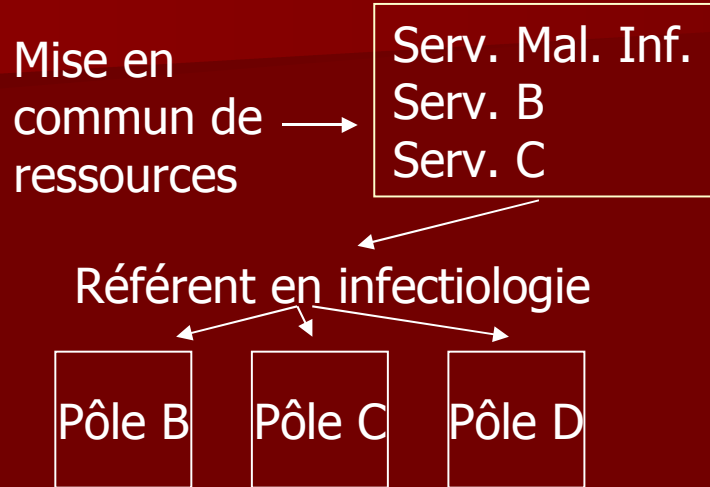 Mise en
commun de
ressources
Serv. Mal. Inf.
Serv. B
Serv. C
Référent en infectiologie
Pôle B
Pôle C
Pôle D